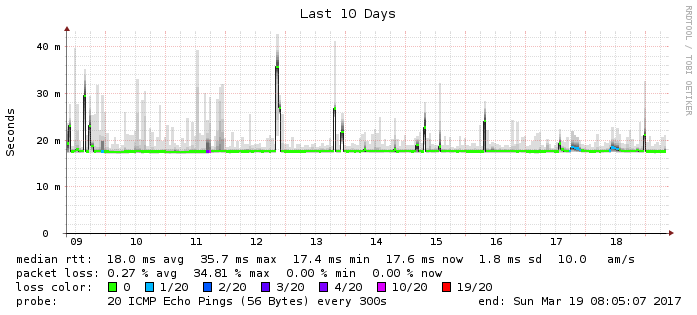 Last 10 Days
RRDTOOL / TOBI OETIKER
Seconds
40 m
30 m
20 m
10 m
0
09 10 11 12 13 14 15 16 17 18
median rtt: 18.0 ms avg 35.7 ms max 17.4 ms min 17.6 ms now 1.8 ms sd 10.0 am/s
packet loss: 0.27 % avg 34.81 % max 0.00 % min 0.00 % now
loss color: 0 1/20 2/20 3/20 4/20 10/20 19/20
probe: 20 ICMP Echo Pings (56 Bytes) every 300s end: Sun Mar 19 08:05:07 2017